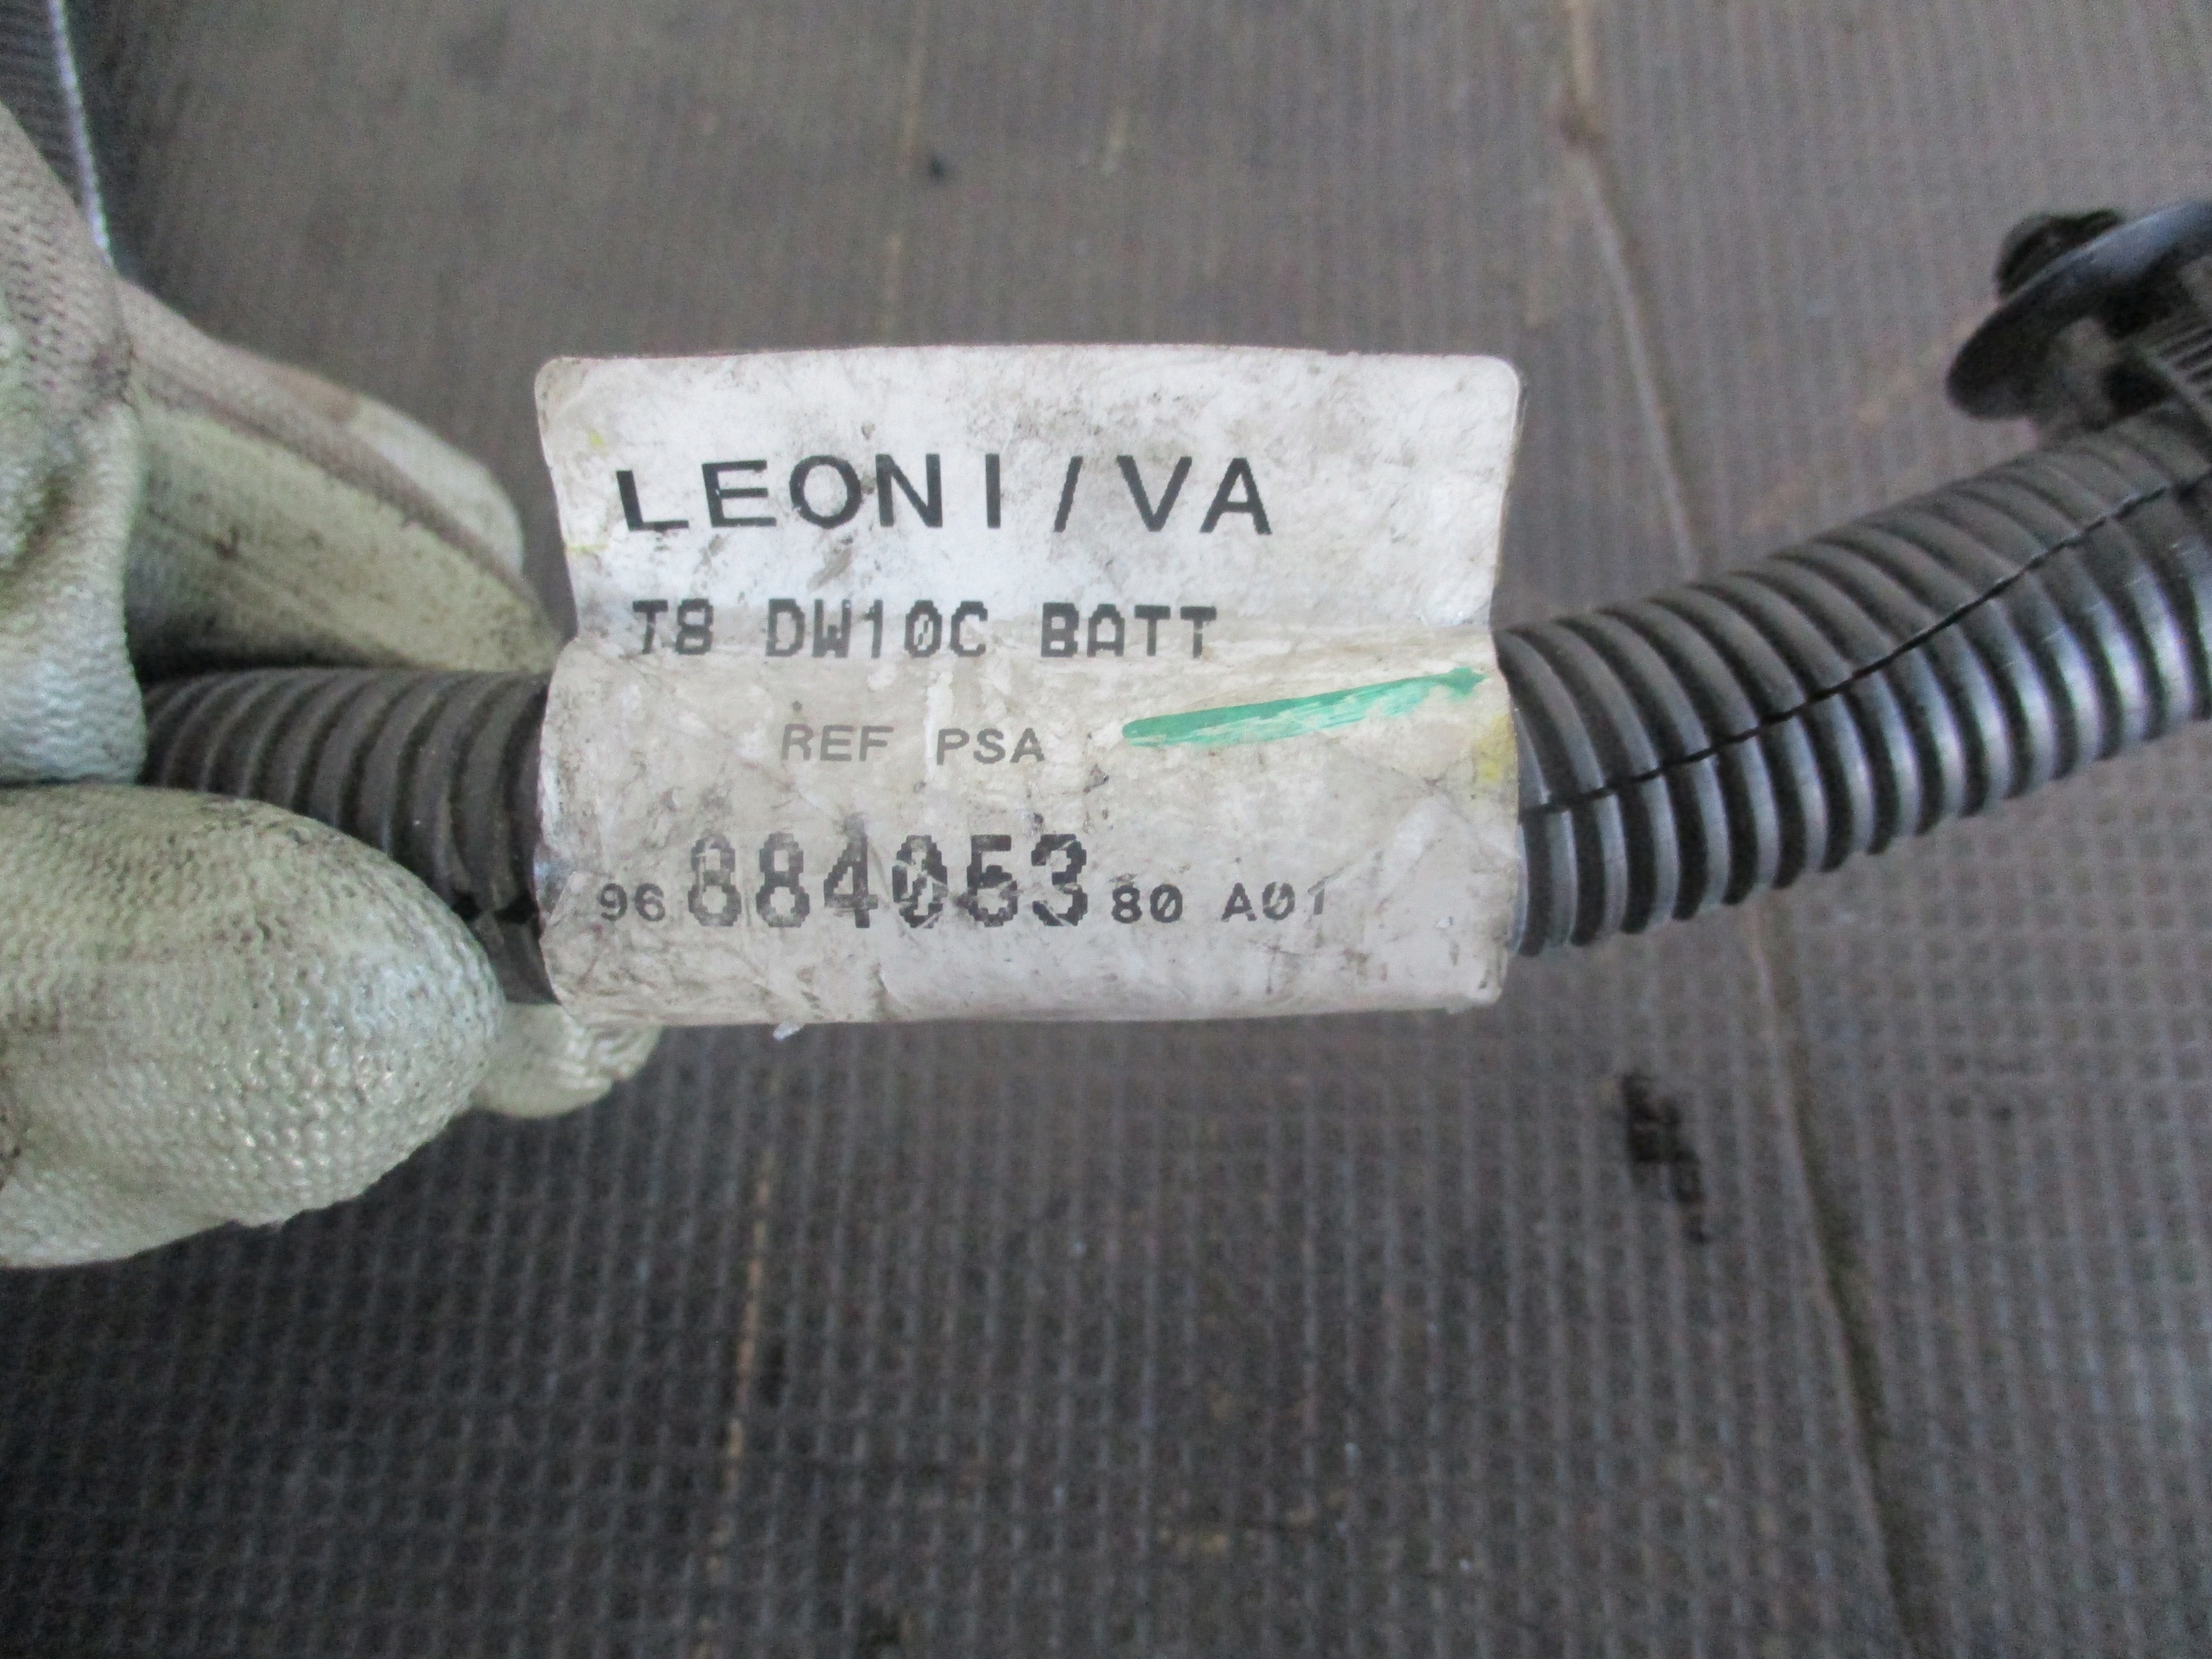 LEONI/VA
T8 DW10C BATT
REF PSA
96 884053 80 A01